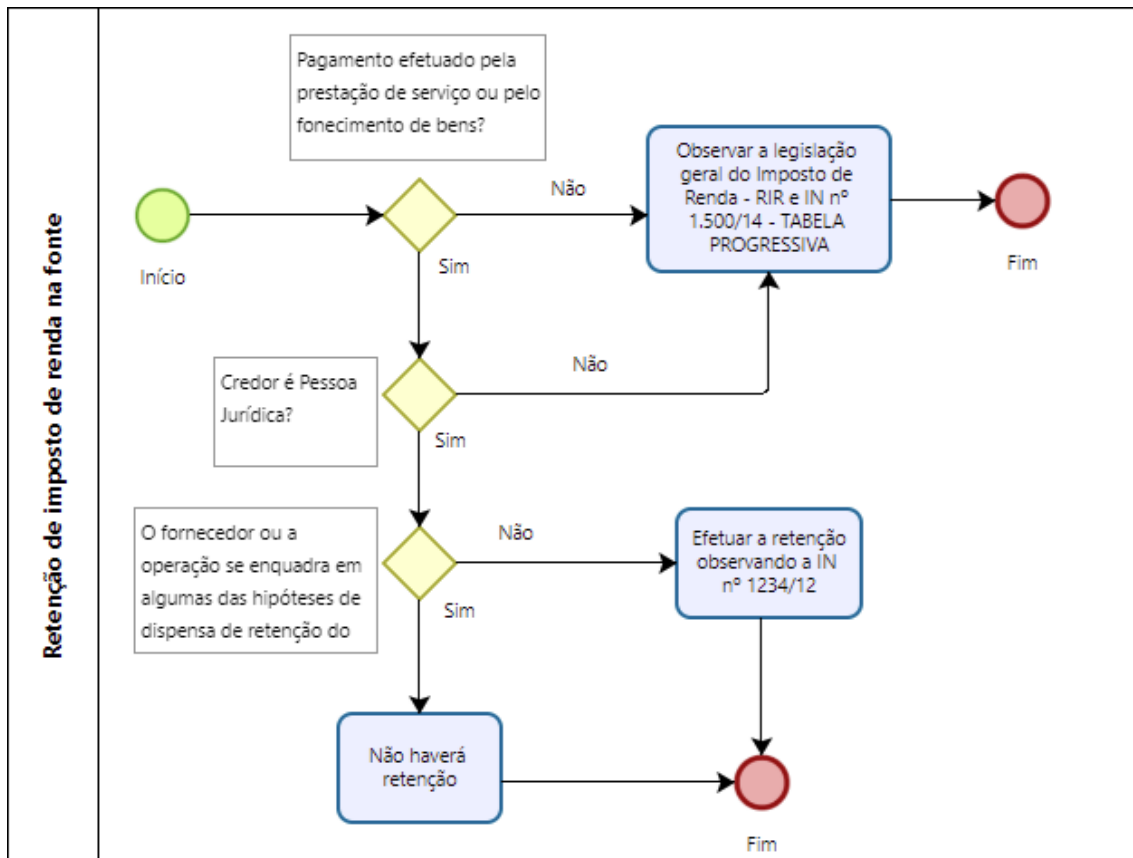 Retenção de imposto de renda na fonte
Pagamento efetuado pela
prestação de serviço ou pelo
fonecimento de bens?
Início
Não
Sim
Observar a legislação
geral do Imposto de
Renda - RIR e IN nº
1.500/14 - TABELA
PROGRESSIVA
Fim
Credor é Pessoa
Jurídica?
Não
Sim
O fornecedor ou a
operação se enquadra em
algumas das hipóteses de
dispensa de retenção do
Não
Sim
Efetuar a retenção
observando a IN
nº 1234/12
Não haverá
retenção
Fim